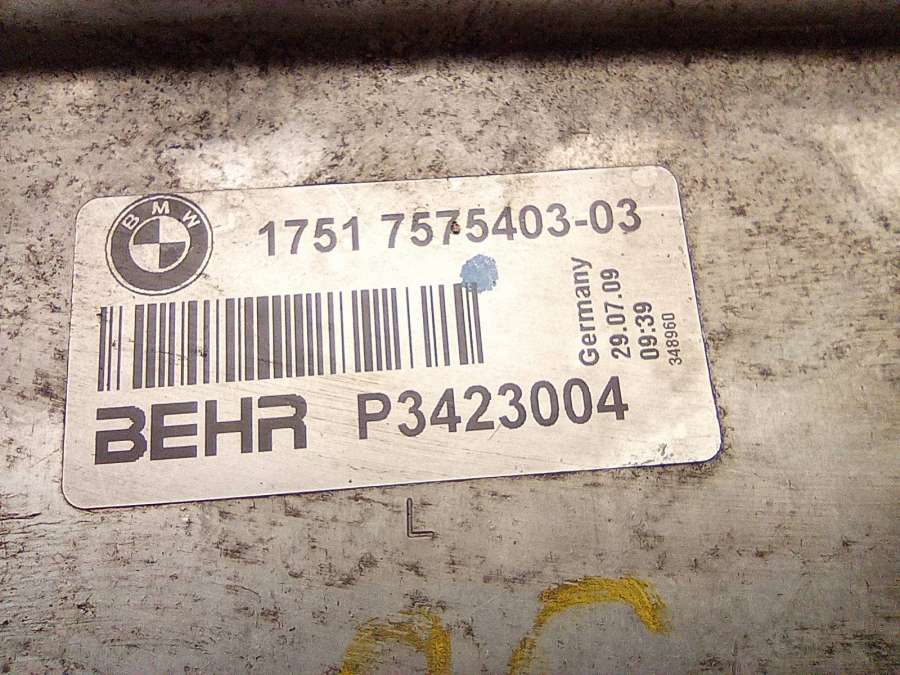 BMW
1751 7575403-03
Germany
29.07.09
09:39
348960
BEHR P3423004
L